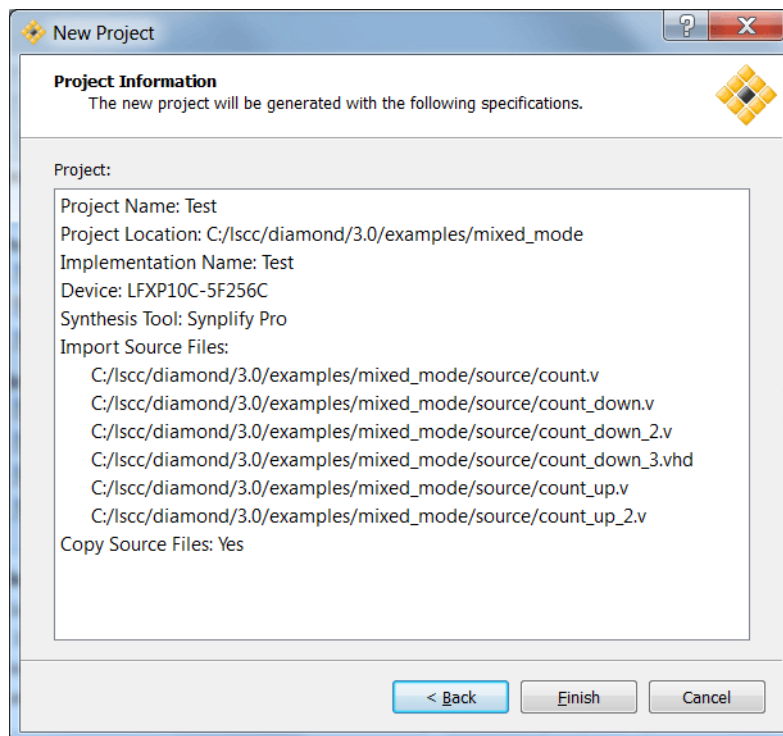 New Project
Project Information
The new project will be generated with the following specifications.
Project:
Project Name: Test
Project Location: C:/lscc/diamond/3.0/examples/mixed_mode
Implementation Name: Test
Device: LFXP10C-5F256C
Synthesis Tool: Synplify Pro
Import Source Files:
C:/lscc/diamond/3.0/examples/mixed_mode/source/count.v
C:/lscc/diamond/3.0/examples/mixed_mode/source/count_down.v
C:/lscc/diamond/3.0/examples/mixed_mode/source/count_down_2.v
C:/lscc/diamond/3.0/examples/mixed_mode/source/count_down_3.vhd
C:/lscc/diamond/3.0/examples/mixed_mode/source/count_up.v
C:/lscc/diamond/3.0/examples/mixed_mode/source/count_up_2.v
Copy Source Files: Yes
< Back Finish Cancel